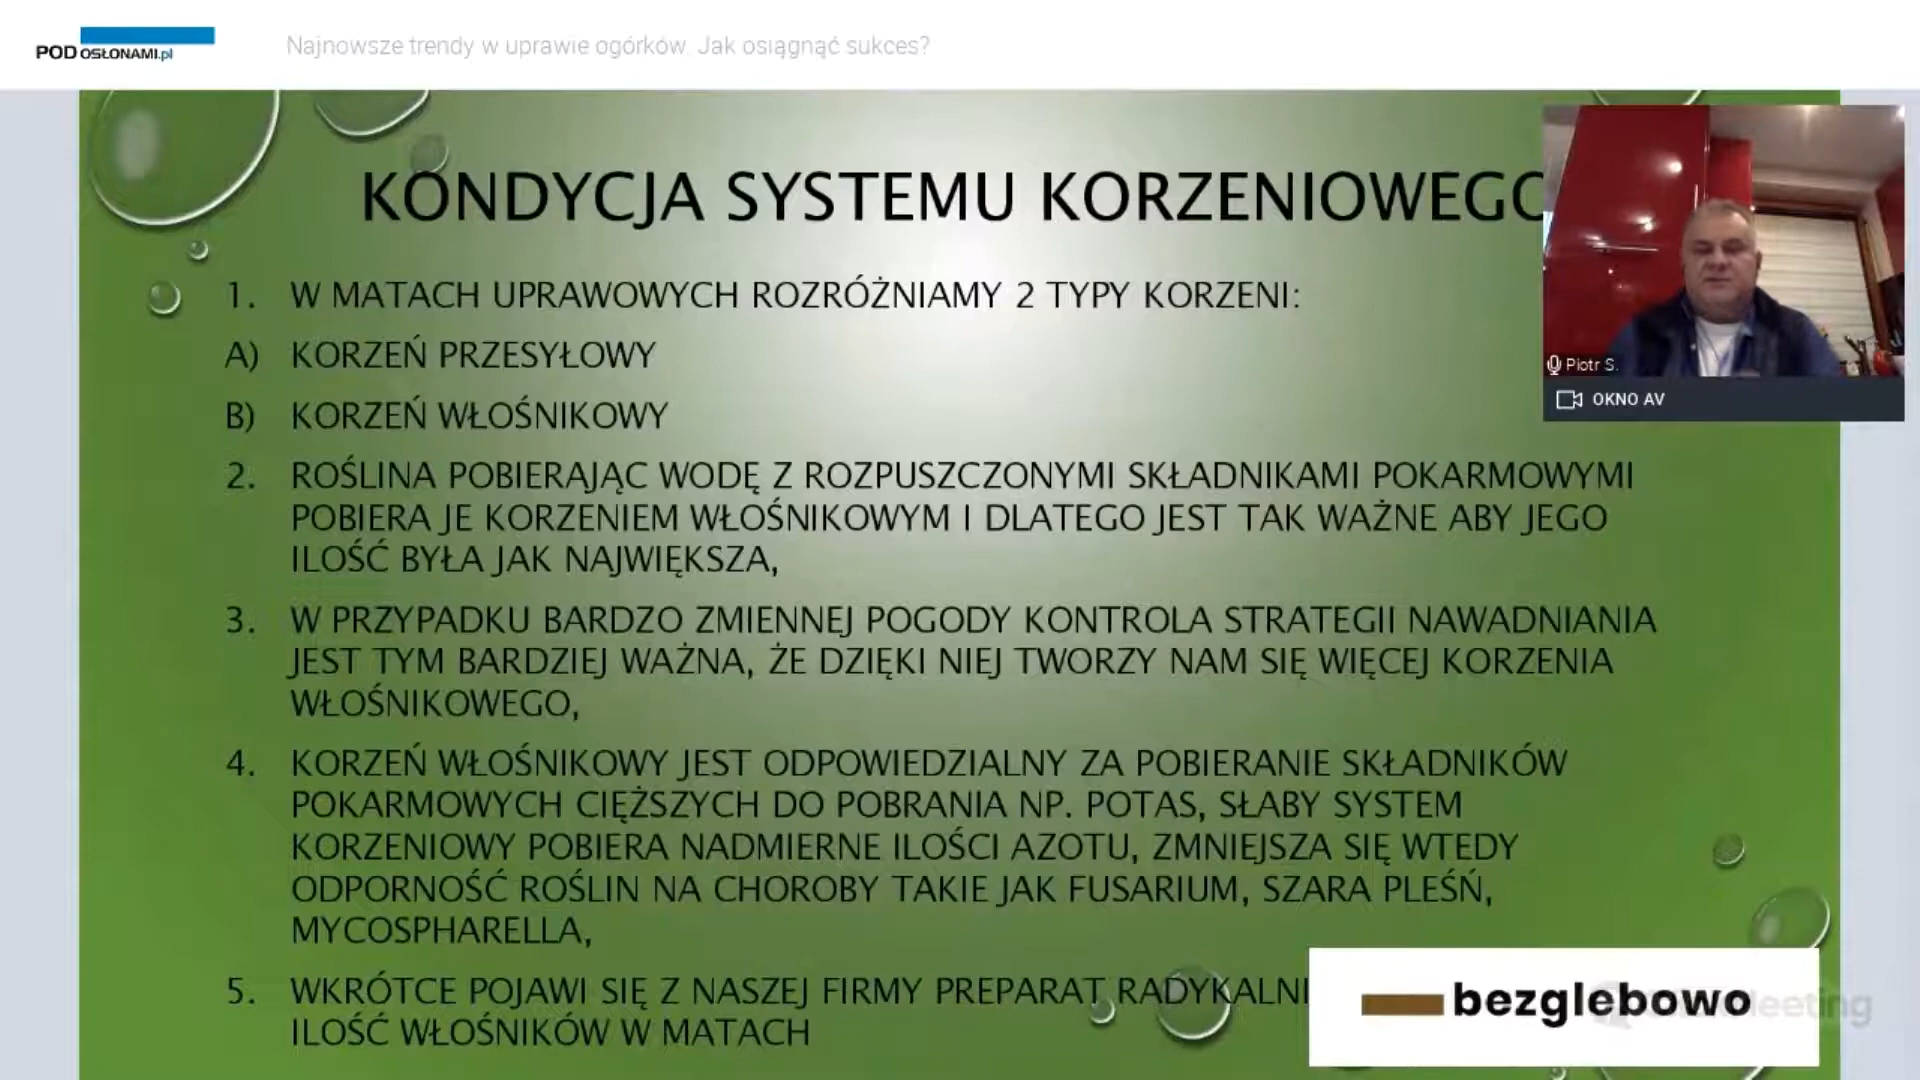 POD OSŁONAMI.pl
Najnowsze trendy w uprawie ogórków. Jak osiągnąć sukces?
KONDYCJA SYSTEMU KORZENIOWEGO
1. W MATACH UPRAWOWYCH ROZRÓŻNIAMY 2 TYPY KORZENI:
A) KORZEŃ PRZESYŁOWY
B) KORZEŃ WŁOŚNIKOWY
2. ROŚLINA POBIERAJĄC WODĘ Z ROZPUSZCZONYMI SKŁADNIKAMI POKARMOWYMI
POBIERA JE KORZENIEM WŁOŚNIKOWYM I DLATEGO JEST TAK WAŻNE ABY JEGO
ILOŚĆ BYŁA JAK NAJWIĘKSZA,
3. W PRZYPADKU BARDZO ZMIENNEJ POGODY KONTROLA STRATEGII NAWADNIANIA
JEST TYM BARDZIEJ WAŻNA, ŻE DZIĘKI NIEJ TWORZY NAM SIĘ WIĘCEJ KORZENIA
WŁOŚNIKOWEGO,
4. KORZEŃ WŁOŚNIKOWY JEST ODPOWIEDZIALNY ZA POBIERANIE SKŁADNIKÓW
POKARMOWYCH CIĘŻSZYCH DO POBRANIA NP. POTAS, SŁABY SYSTEM
KORZENIOWY POBIERA NADMIERNE ILOŚCI AZOTU, ZMNIEJSZA SIĘ WTEDY
ODPORNOŚĆ ROŚLIN NA CHOROBY TAKIE JAK FUSARIUM, SZARA PLEŚŃ,
MYCOSPHARELLA,
5. WKRÓTCE POJAWI SIĘ Z NASZEJ FIRMY PREPARAT RADYKALNI
ILOŚĆ WŁOŚNIKÓW W MATACH
Piotr S.
OKNO AV
bezglebowo